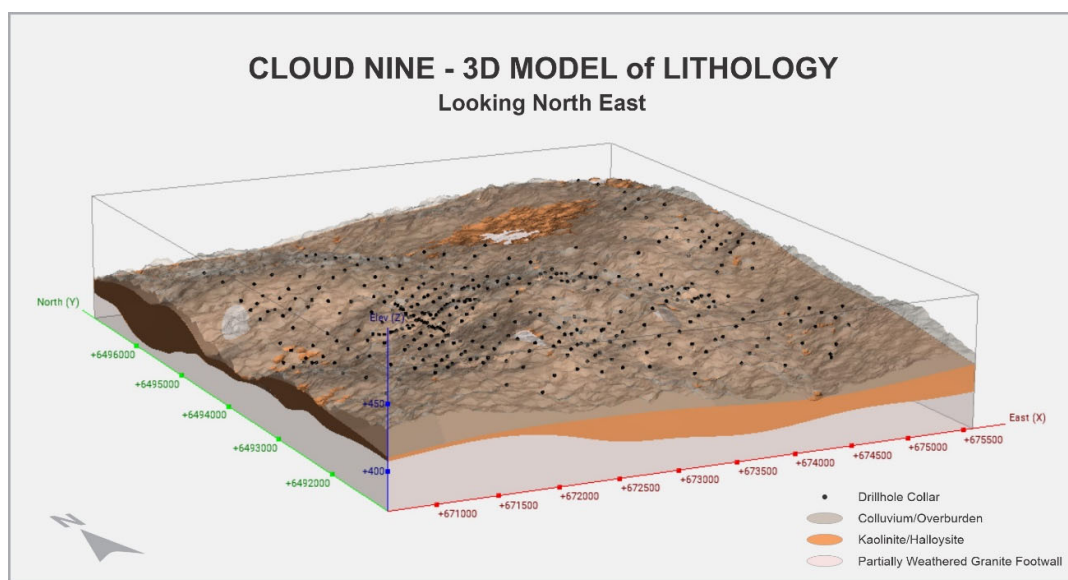 CLOUD NINE - 3D MODEL of LITHOLOGY
Looking North East
North (Y)
+6496000
+6495000
+6494000
+6493000
+6492000
Elev (Z)
+450
+400
East (X)
+671000
+671500
+672000
+672500
+673000
+673500
+674000
+674500
+675000
+675500
N
Drillhole Collar
Colluvium/Overburden
Kaolinite/Halloysite
Partially Weathered Granite Footwall